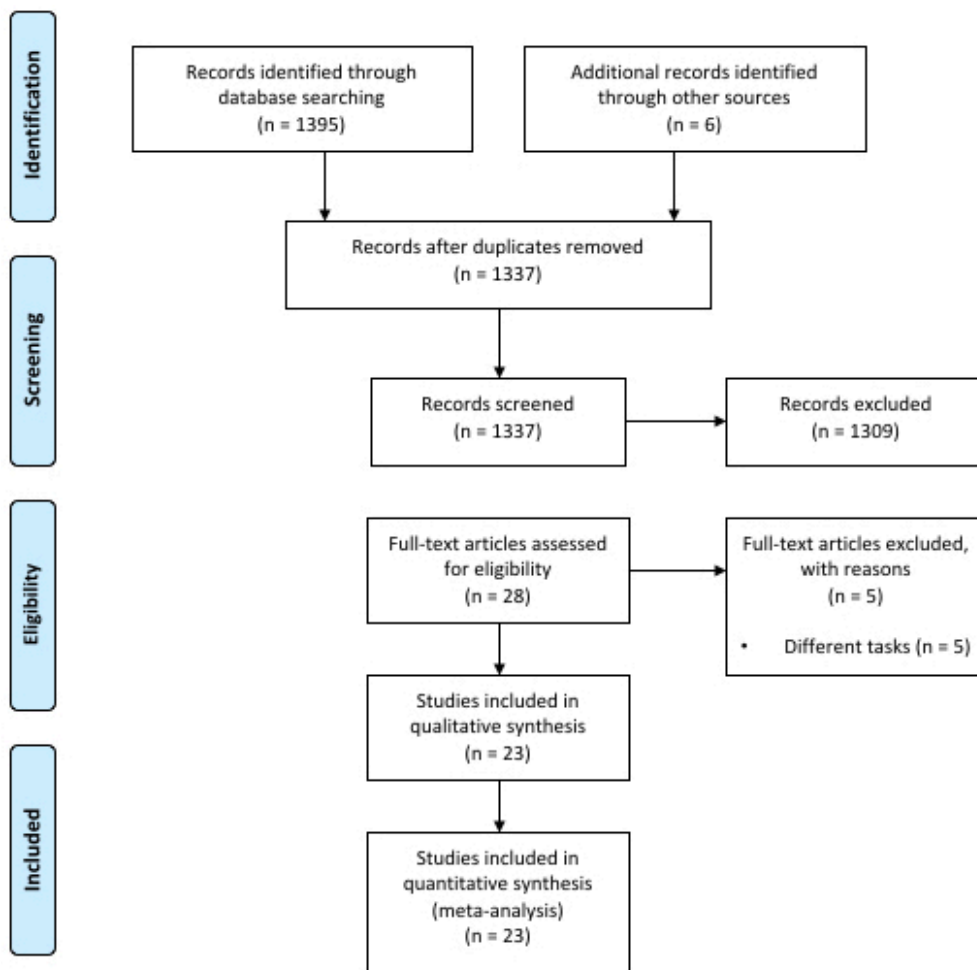 Identification
Records identified through
database searching
(n = 1395)
Additional records identified
through other sources
(n = 6)
Records after duplicates removed
(n = 1337)
Screening
Records screened
(n = 1337)
Records excluded
(n = 1309)
Eligibility
Full-text articles assessed
for eligibility
(n = 28)
Full-text articles excluded,
with reasons
(n = 5)
• Different tasks (n = 5)
Studies included in
qualitative synthesis
(n = 23)
Included
Studies included in
quantitative synthesis
(meta-analysis)
(n = 23)